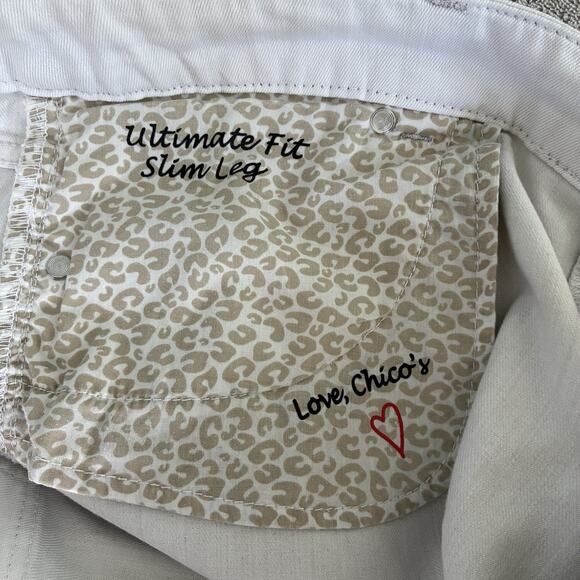 Ultimate Fit
Slim Leg
Love, Chico's